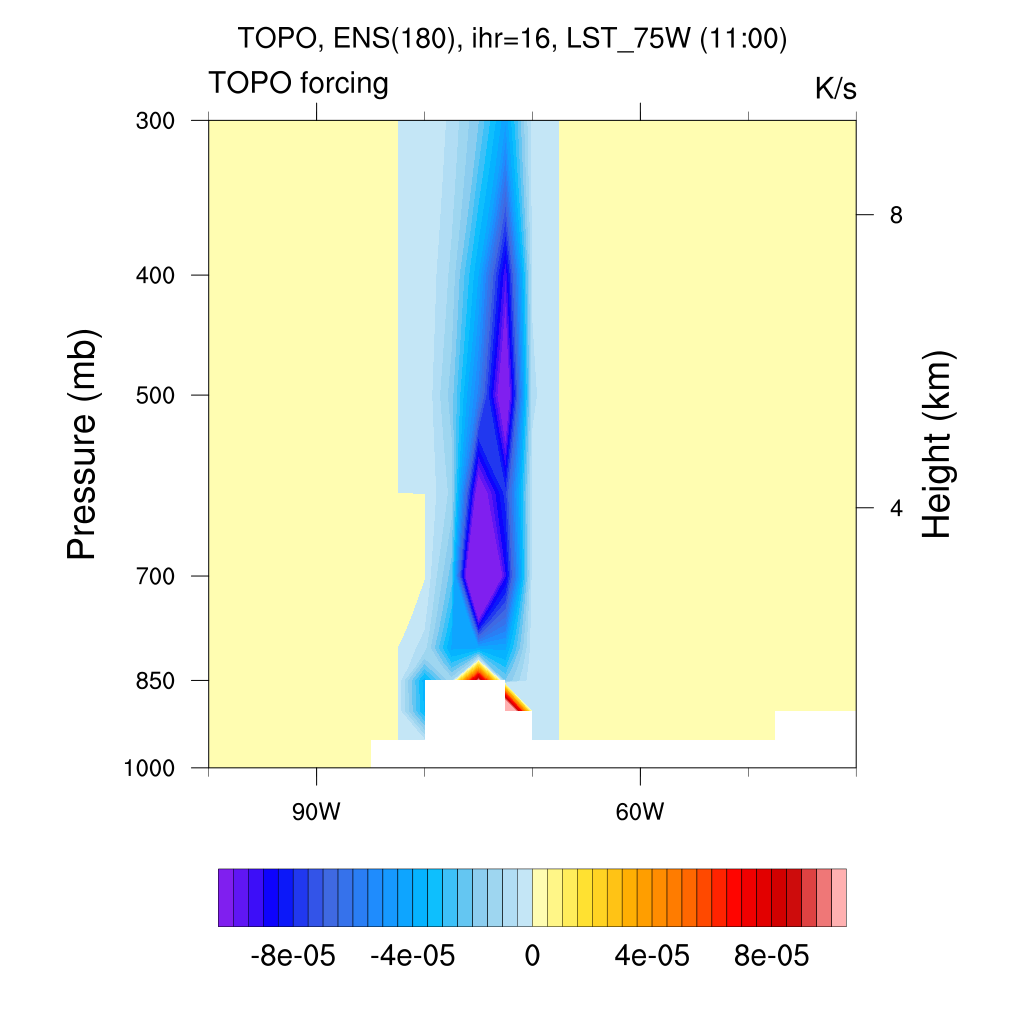 TOPO, ENS(180), ihr=16, LST_75W (11:00)
TOPO forcing
K/s
300
400
500
700
850
1000
Pressure (mb)
8
4
Height (km)
90W
60W
-8e-05
-4e-05
0
4e-05
8e-05